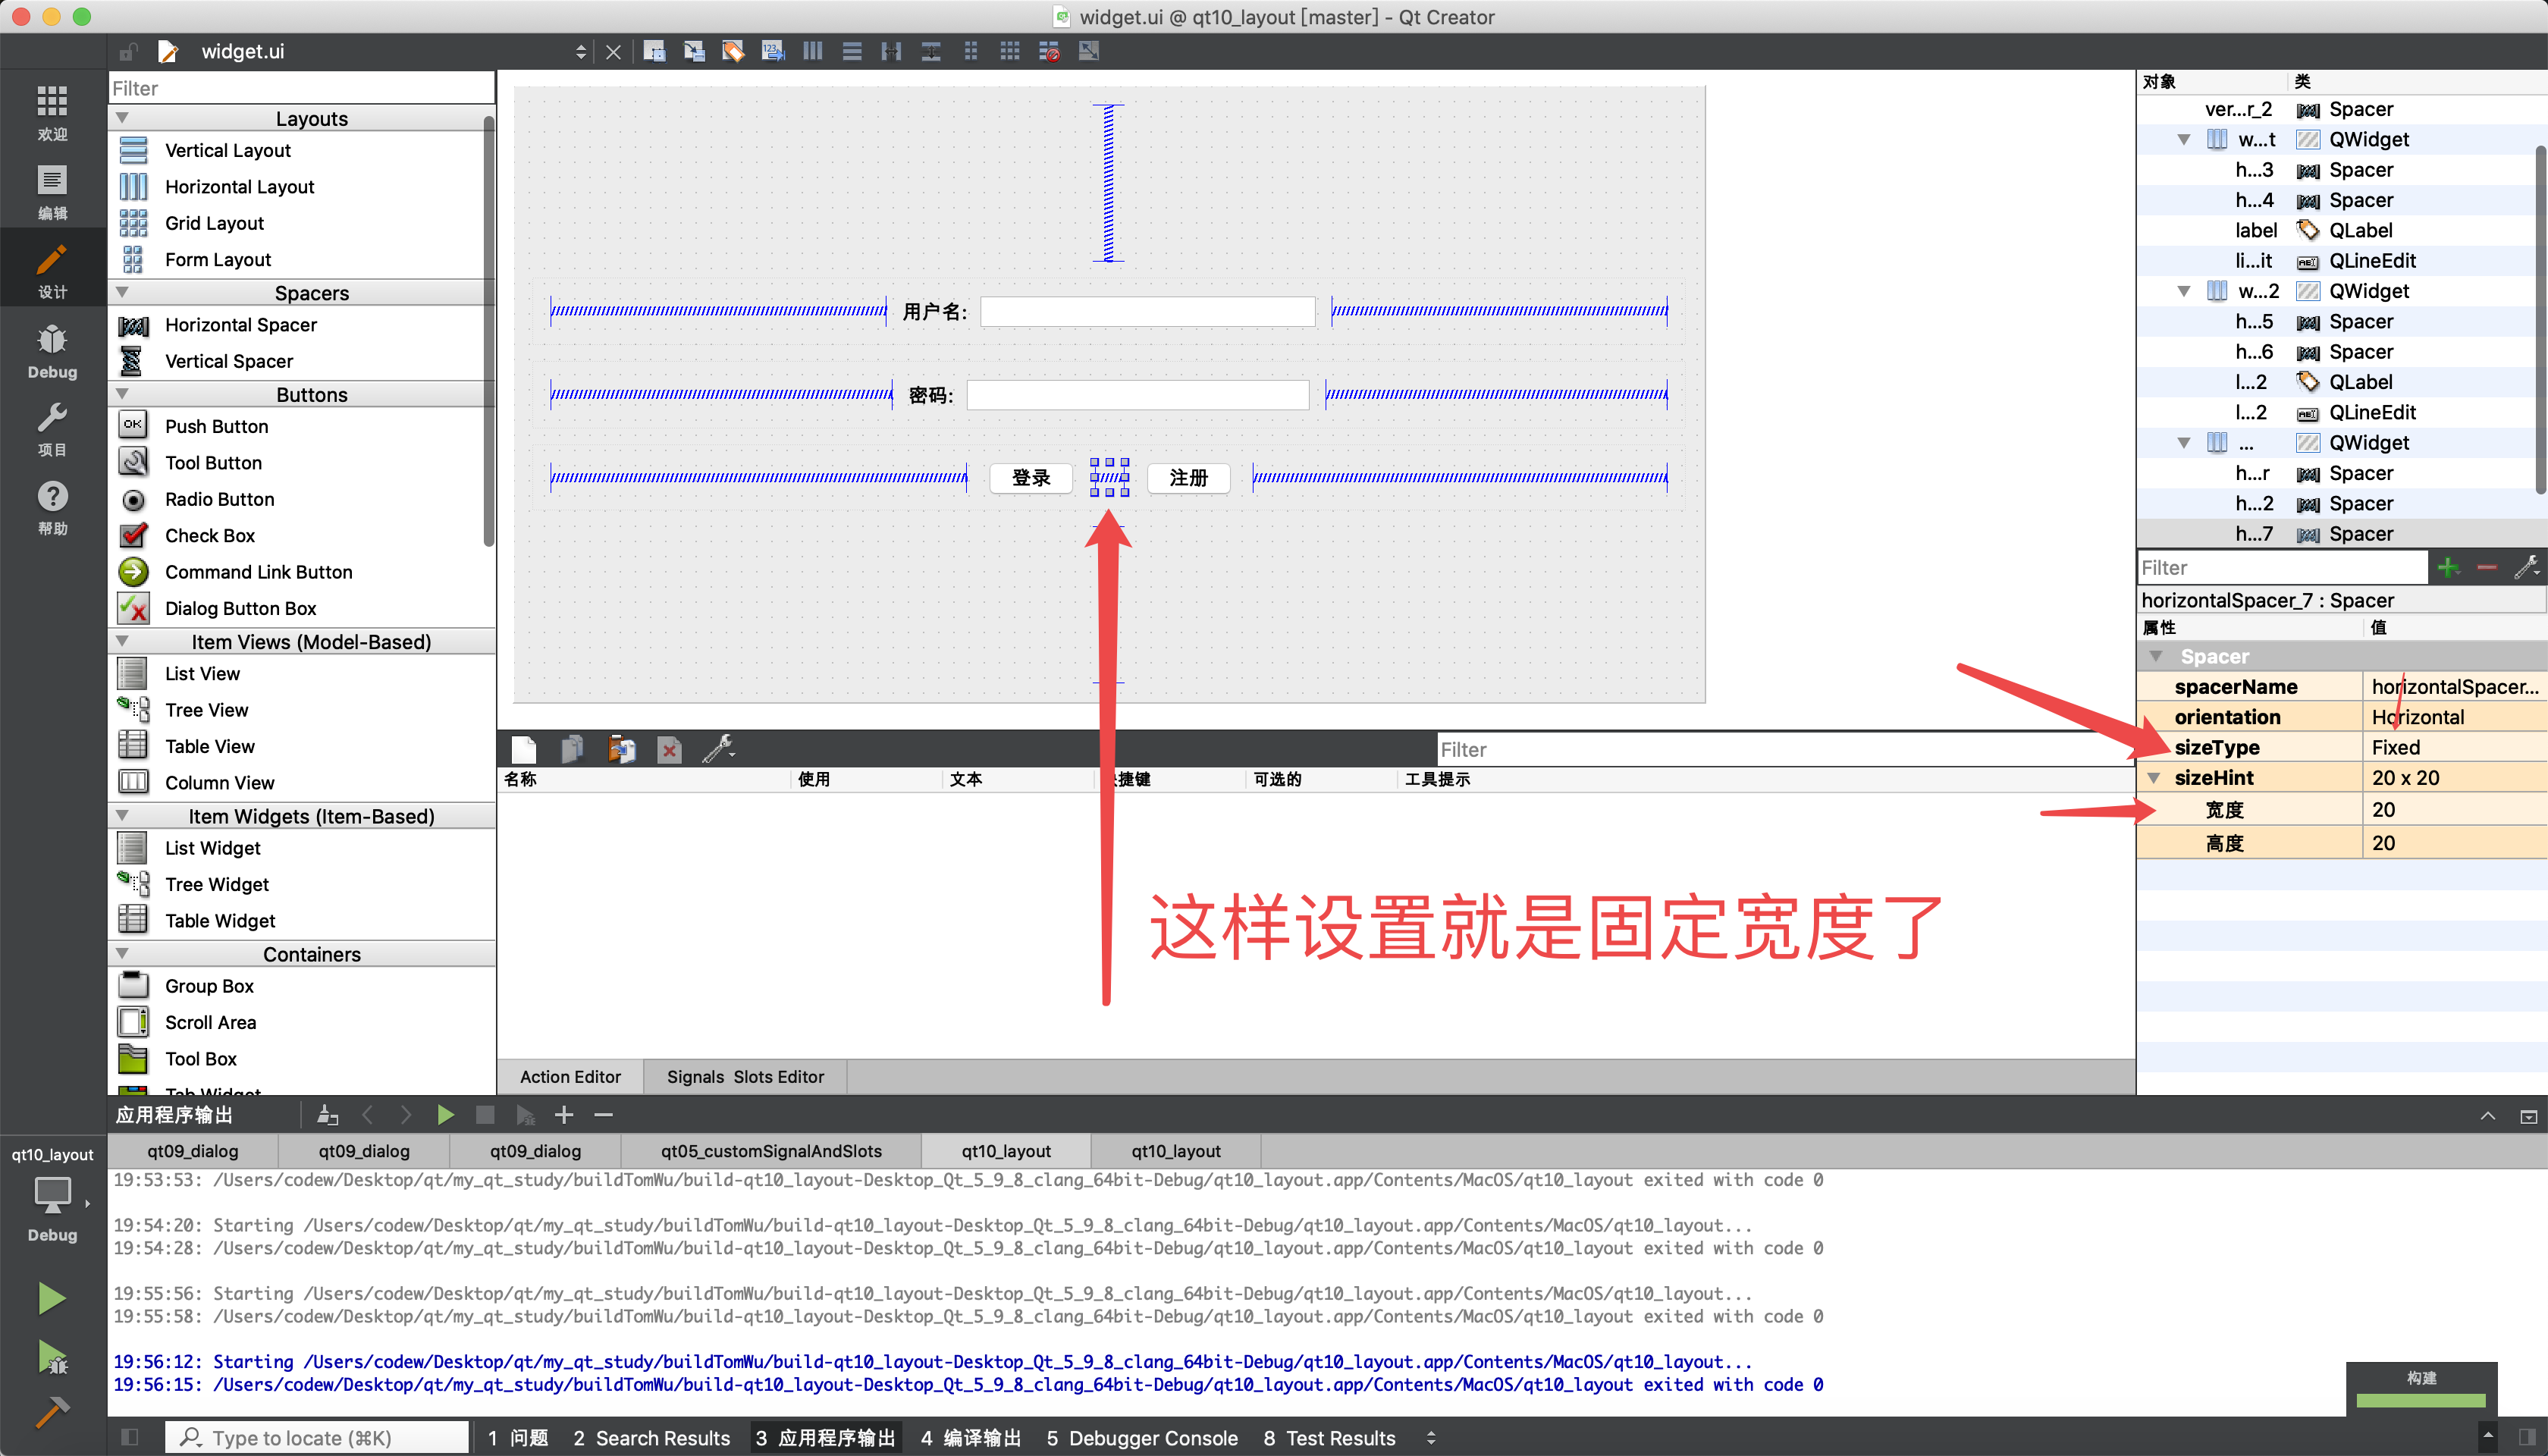 widget.ui @ qt10_layout [master] - Qt Creator
widget.ui
欢迎
编辑
设计
Debug
项目
帮助
Filter
Layouts
Vertical Layout
Horizontal Layout
Grid Layout
Form Layout
Spacers
Horizontal Spacer
Vertical Spacer
Buttons
OK
Push Button
Tool Button
Radio Button
Check Box
Command Link Button
Dialog Button Box
Item Views (Model-Based)
List View
Tree View
Table View
Column View
Item Widgets (Item-Based)
List Widget
Tree Widget
Table Widget
Containers
Group Box
Scroll Area
Tool Box
Tab Widget
用户名:
密码:
登录
注册
对象 类
ver...r_2 Spacer
w...t QWidget
h...3 Spacer
h...4 Spacer
label QLabel
li...it QLineEdit
w...2 QWidget
h...5 Spacer
h...6 Spacer
l...2 QLabel
l...2 QLineEdit
... QWidget
h...r Spacer
h...2 Spacer
h...7 Spacer
Filter
horizontalSpacer_7 : Spacer
属性 值
Spacer
spacerName horizontalSpacer...
orientation Horizontal
sizeType Fixed
sizeHint 20 x 20
宽度 20
高度 20
Filter
名称 使用 文本 捷键 可选的 工具提示
这样设置就是固定宽度了
Action Editor Signals Slots Editor
应用程序输出
qt09_dialog qt09_dialog qt09_dialog qt05_customSignalAndSlots qt10_layout qt10_layout
19:53:53: /Users/codew/Desktop/qt/my_qt_study/buildTomWu/build-qt10_layout-Desktop_Qt_5_9_8_clang_64bit-Debug/qt10_layout.app/Contents/MacOS/qt10_layout exited with code 0
19:54:20: Starting /Users/codew/Desktop/qt/my_qt_study/buildTomWu/build-qt10_layout-Desktop_Qt_5_9_8_clang_64bit-Debug/qt10_layout.app/Contents/MacOS/qt10_layout...
19:54:28: /Users/codew/Desktop/qt/my_qt_study/buildTomWu/build-qt10_layout-Desktop_Qt_5_9_8_clang_64bit-Debug/qt10_layout.app/Contents/MacOS/qt10_layout exited with code 0
19:55:56: Starting /Users/codew/Desktop/qt/my_qt_study/buildTomWu/build-qt10_layout-Desktop_Qt_5_9_8_clang_64bit-Debug/qt10_layout.app/Contents/MacOS/qt10_layout...
19:55:58: /Users/codew/Desktop/qt/my_qt_study/buildTomWu/build-qt10_layout-Desktop_Qt_5_9_8_clang_64bit-Debug/qt10_layout.app/Contents/MacOS/qt10_layout exited with code 0
19:56:12: Starting /Users/codew/Desktop/qt/my_qt_study/buildTomWu/build-qt10_layout-Desktop_Qt_5_9_8_clang_64bit-Debug/qt10_layout.app/Contents/MacOS/qt10_layout...
19:56:15: /Users/codew/Desktop/qt/my_qt_study/buildTomWu/build-qt10_layout-Desktop_Qt_5_9_8_clang_64bit-Debug/qt10_layout.app/Contents/MacOS/qt10_layout exited with code 0
qt10_layout
Debug
构建
Type to locate (⌘K) 1 问题 2 Search Results 3 应用程序输出 4 编译输出 5 Debugger Console 8 Test Results